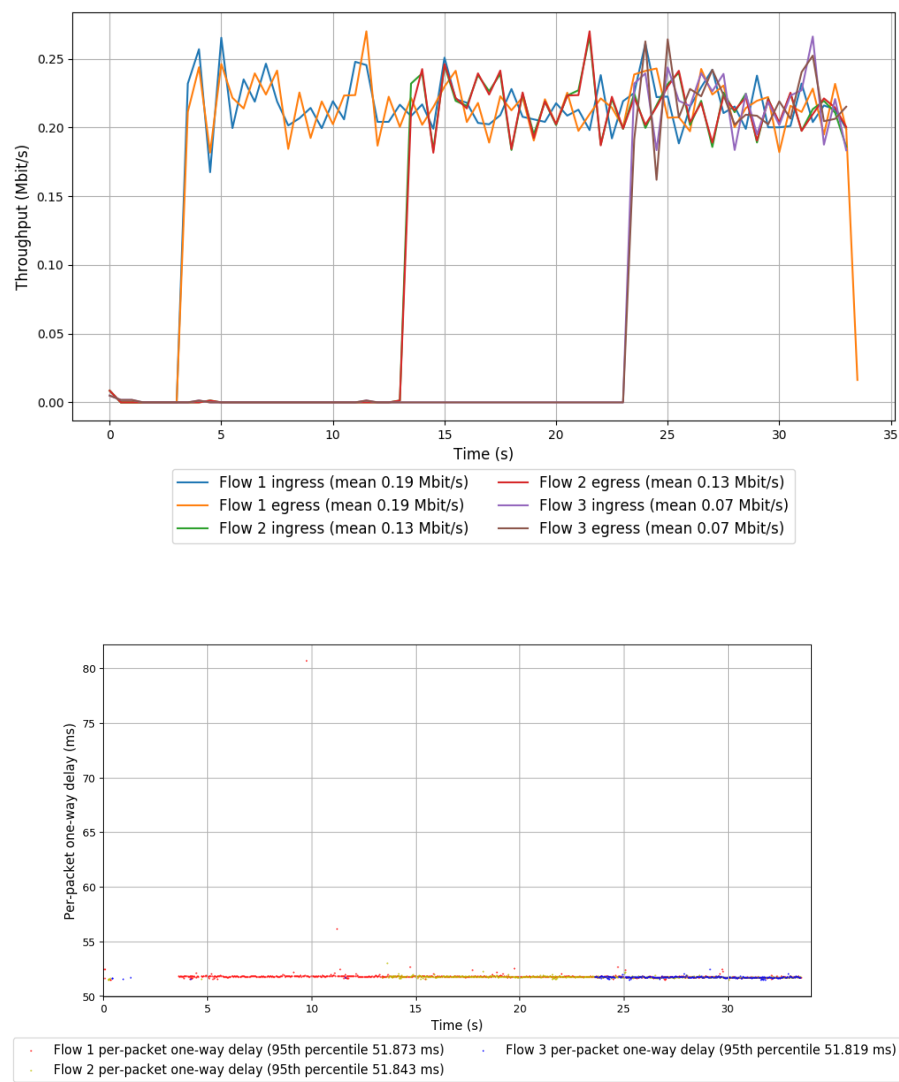 0.25
0.20
0.15
0.10
0.05
0.00
Throughput (Mbit/s)
0 5 10 15 20 25 30 35
Time (s)
Flow 1 ingress (mean 0.19 Mbit/s) Flow 2 egress (mean 0.13 Mbit/s)
Flow 1 egress (mean 0.19 Mbit/s) Flow 3 ingress (mean 0.07 Mbit/s)
Flow 2 ingress (mean 0.13 Mbit/s) Flow 3 egress (mean 0.07 Mbit/s)
80
75
70
65
60
55
50
Per-packet one-way delay (ms)
0 5 10 15 20 25 30
Time (s)
Flow 1 per-packet one-way delay (95th percentile 51.873 ms) Flow 3 per-packet one-way delay (95th percentile 51.819 ms)
Flow 2 per-packet one-way delay (95th percentile 51.843 ms)